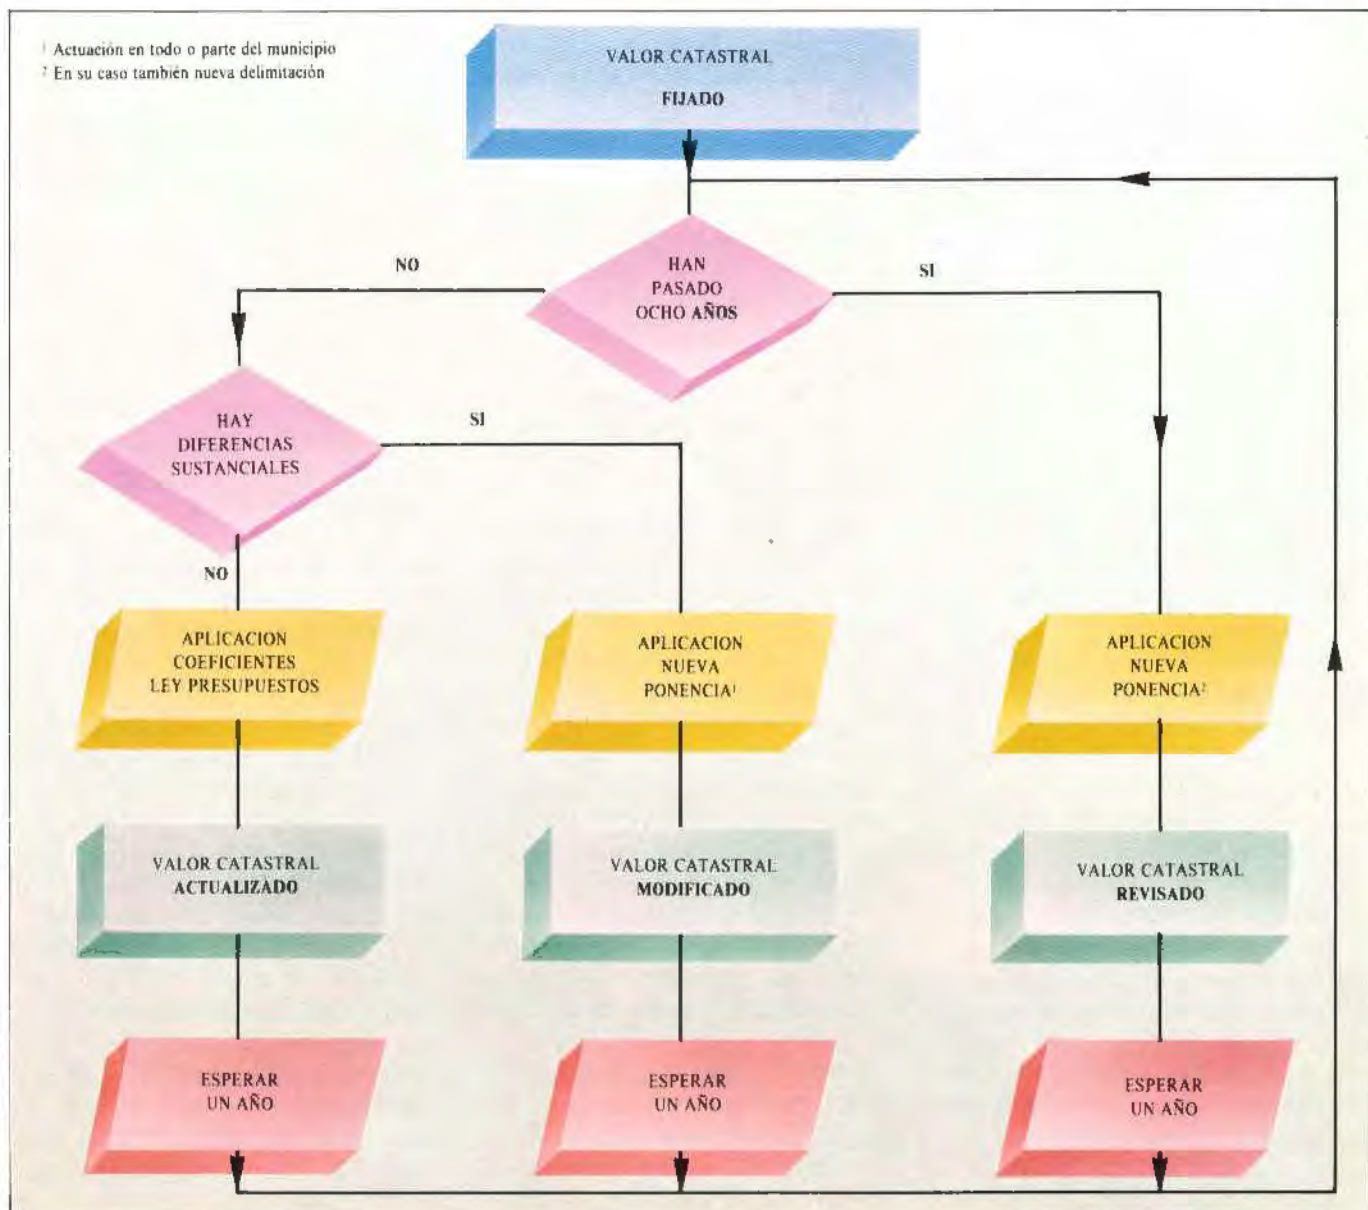 ¹ Actuación en todo o parte del municipio
² En su caso también nueva delimitación
VALOR CATASTRAL
FIJADO
HAN
PASADO
OCHO AÑOS
NO
SI
HAY
DIFERENCIAS
SUSTANCIALES
SI
NO
APLICACION
COEFICIENTES
LEY PRESUPUESTOS
APLICACION
NUEVA
PONENCIA¹
APLICACION
NUEVA
PONENCIA²
VALOR CATASTRAL
ACTUALIZADO
VALOR CATASTRAL
MODIFICADO
VALOR CATASTRAL
REVISADO
ESPERAR
UN AÑO
ESPERAR
UN AÑO
ESPERAR
UN AÑO